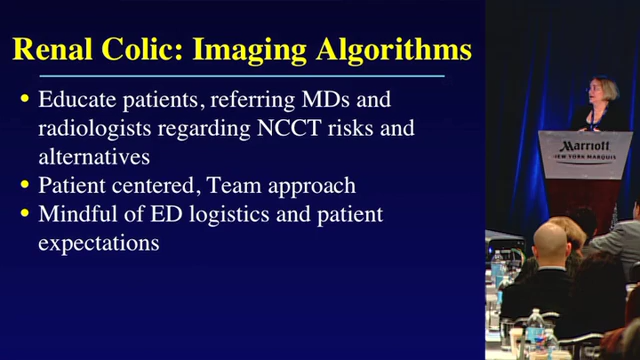 Renal Colic: Imaging Algorithms
• Educate patients, referring MDs and
radiologists regarding NCCT risks and
alternatives
• Patient centered, Team approach
• Mindful of ED logistics and patient
expectations
Marriott
NEW YORK MARQUIS